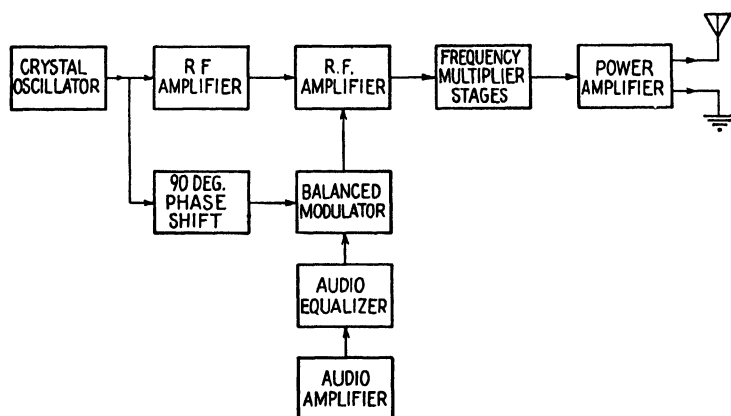 CRYSTAL
OSCILLATOR
R F
AMPLIFIER
R.F.
AMPLIFIER
FREQUENCY
MULTIPLIER
STAGES
POWER
AMPLIFIER
90 DEG.
PHASE
SHIFT
BALANCED
MODULATOR
AUDIO
EQUALIZER
AUDIO
AMPLIFIER